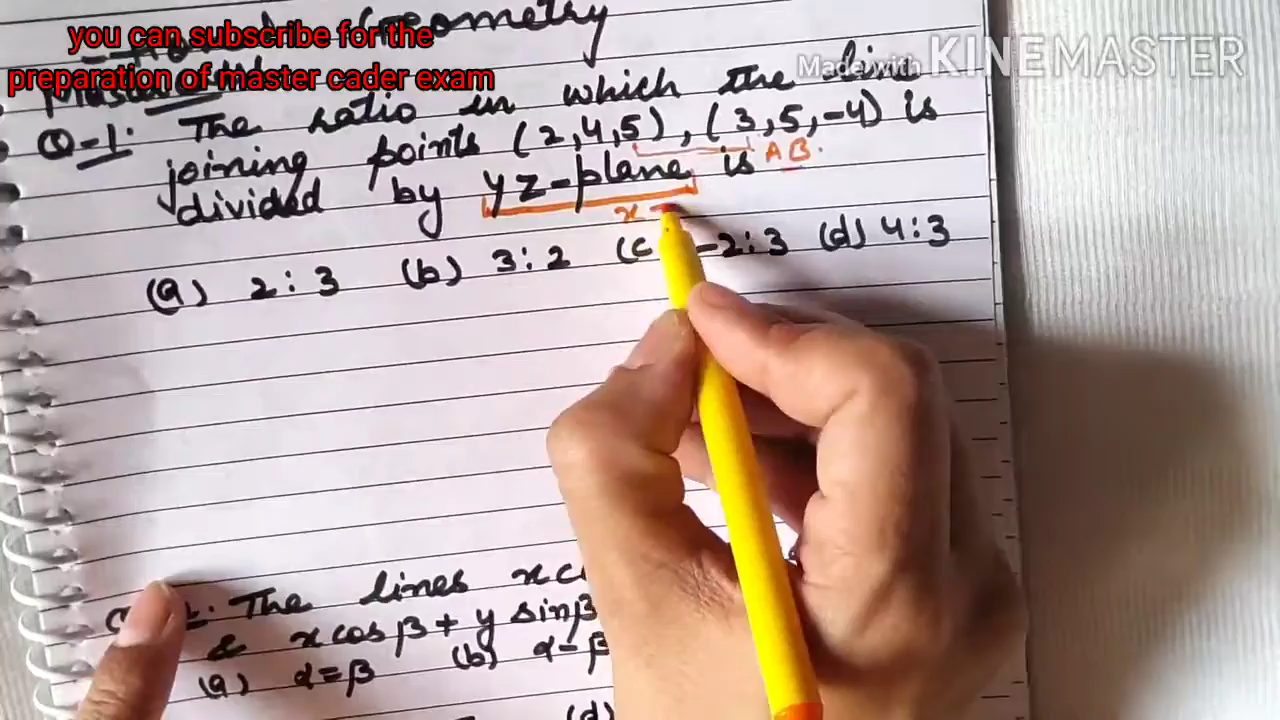 Geometry
you can subscribe for the
preparation of master cader exam
Made with KINEMASTER
Q-1. The ratio in which the line
joining points (2,4,5), (3,5,-4) is
A B.
divided by YZ-plane is
x
(a) 2:3 (b) 3:2 (c -2:3 (d) 4:3
The lines x
& x cos β + y sin β
(a) α=β (b) α-β
(d)